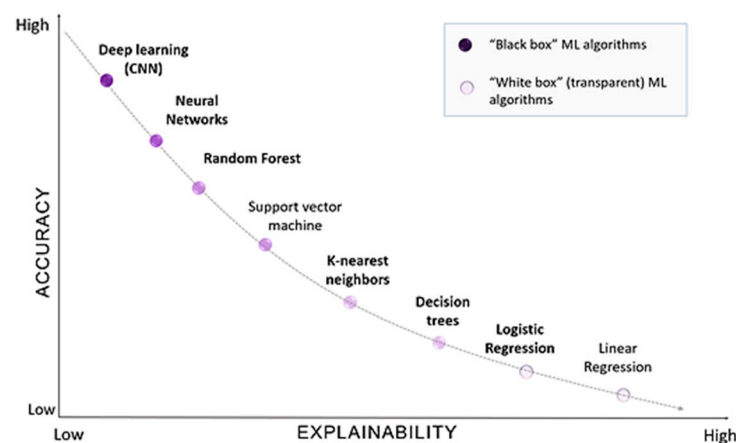 High
Deep learning
(CNN)
Neural
Networks
Random Forest
Support vector
machine
K-nearest
neighbors
Decision
trees
Logistic
Regression
Linear
Regression
"Black box" ML algorithms
"White box" (transparent) ML
algorithms
ACCURACY
Low
Low
EXPLAINABILITY
High